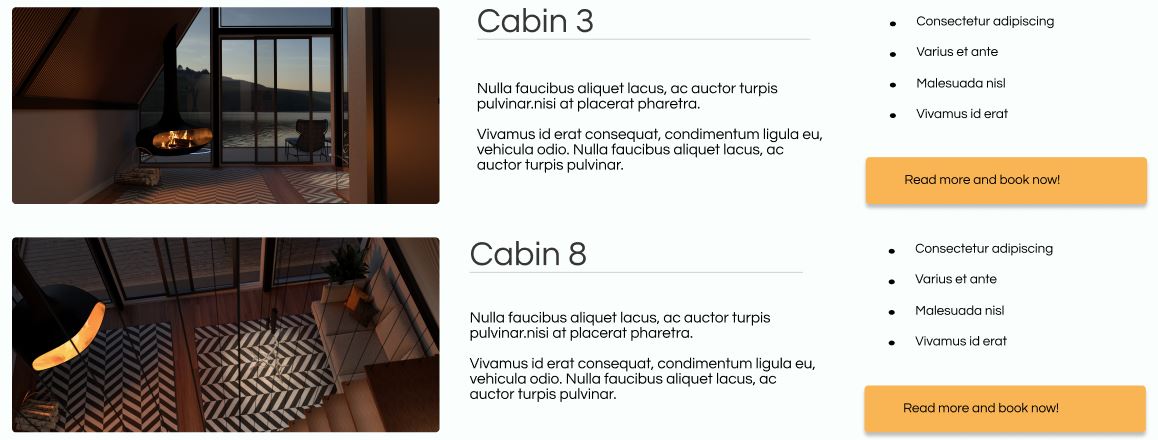 Cabin 3
Nulla faucibus aliquet lacus, ac auctor turpis
pulvinar.nisi at placerat pharetra.
Vivamus id erat consequat, condimentum ligula eu,
vehicula odio. Nulla faucibus aliquet lacus, ac
auctor turpis pulvinar.
Consectetur adipiscing
Varius et ante
Malesuada nisl
Vivamus id erat
Read more and book now!
Cabin 8
Nulla faucibus aliquet lacus, ac auctor turpis
pulvinar.nisi at placerat pharetra.
Vivamus id erat consequat, condimentum ligula eu,
vehicula odio. Nulla faucibus aliquet lacus, ac
auctor turpis pulvinar.
Consectetur adipiscing
Varius et ante
Malesuada nisl
Vivamus id erat
Read more and book now!